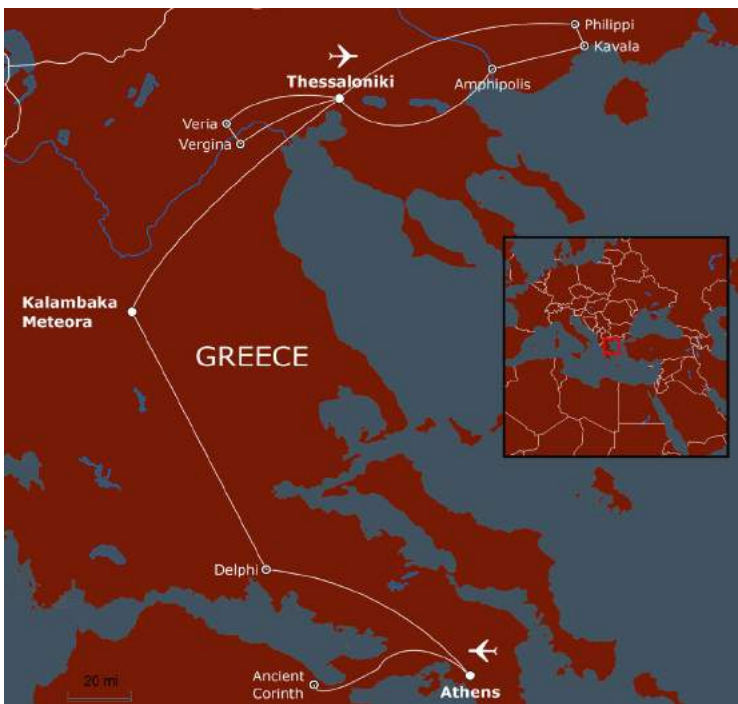 Philippi
Kavala
Thessaloniki
Amphipolis
Veria
Vergina
Kalambaka
Meteora
GREECE
Delphi
Ancient
Corinth
20 mi
Athens